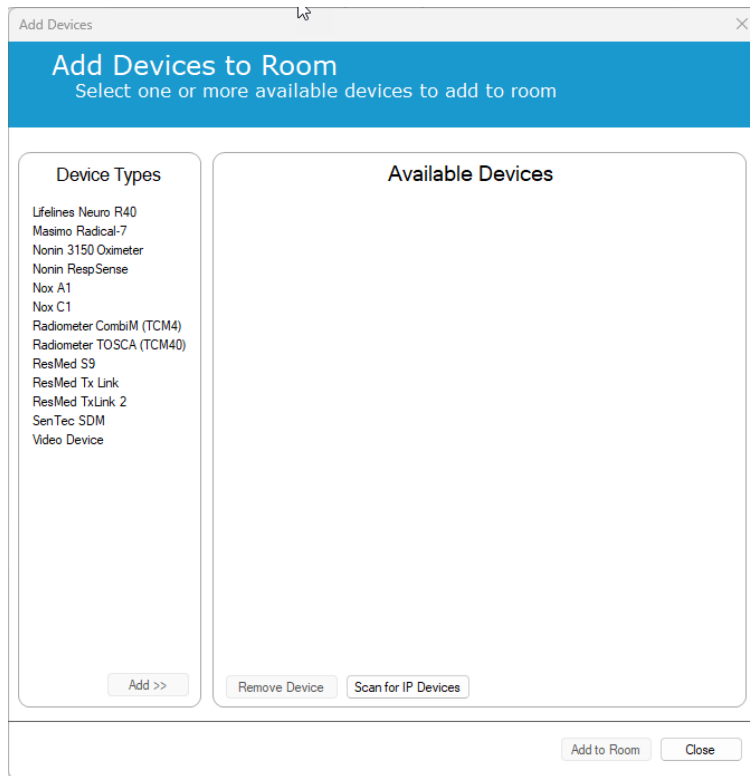 Add Devices
Add Devices to Room
Select one or more available devices to add to room
Device Types
Lifelines Neuro R40
Masimo Radical-7
Nonin 3150 Oximeter
Nonin RespSense
Nox A1
Nox C1
Radiometer CombiM (TCM4)
Radiometer TOSCA (TCM40)
ResMed S9
ResMed Tx Link
ResMed TxLink 2
SenTec SDM
Video Device
Add >>
Available Devices
Remove Device
Scan for IP Devices
Add to Room
Close